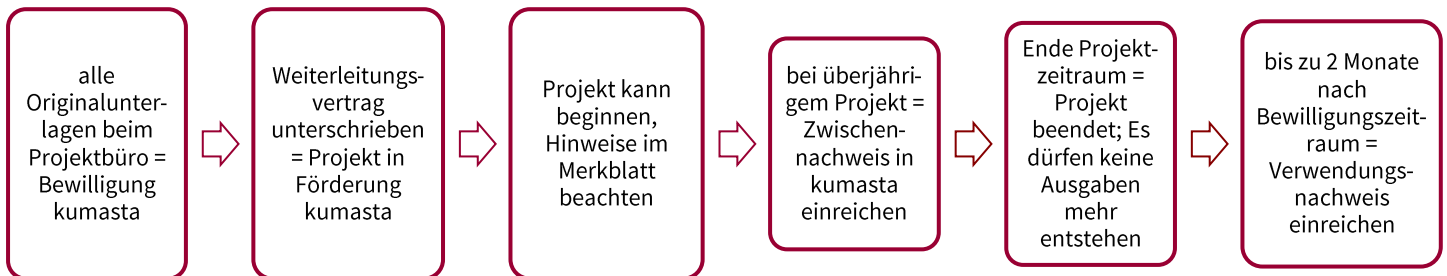 alle
Originalunter-
lagen beim
Projektbüro =
Bewilligung
kumasta
Weiterleitungs-
vertrag
unterschrieben
= Projekt in
Förderung
kumasta
Projekt kann
beginnen,
Hinweise im
Merkblatt
beachten
bei überjähri-
gem Projekt =
Zwischen-
nachweis in
kumasta
einreichen
Ende Projekt-
zeitraum =
Projekt
beendet; Es
dürfen keine
Ausgaben
mehr
entstehen
bis zu 2 Monate
nach
Bewilligungszeit-
raum =
Verwendungs-
nachweis
einreichen